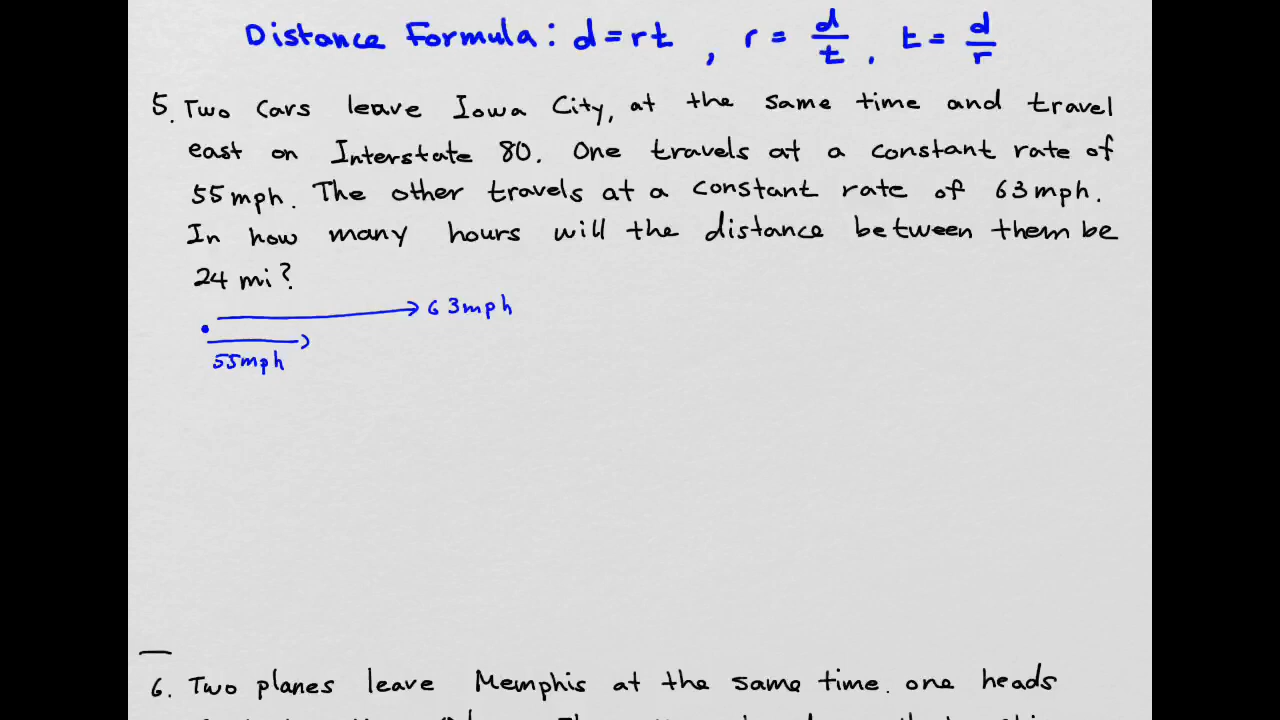 Distance Formula: d = rt, r = d/t, t = d/r
5. Two cars leave Iowa City, at the same time and travel
east on Interstate 80. One travels at a constant rate of
55 mph. The other travels at a constant rate of 63 mph.
In how many hours will the distance between them be
24 mi?
63 mph
55 mph
6. Two planes leave Memphis at the same time. one heads